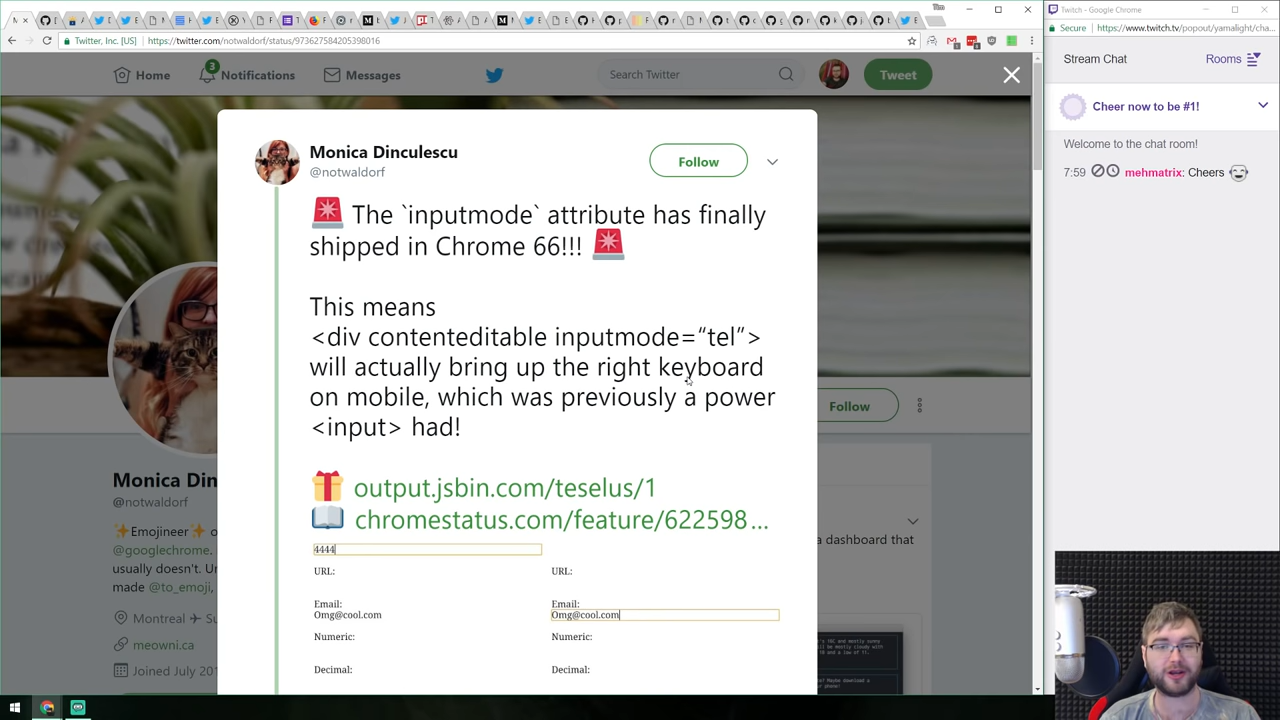 Tim
Twitch - Google Chrome
Twitter, Inc. [US]
https://twitter.com/notwaldorf/status/973627584205398016
Secure
https://www.twitch.tv/popout/yamalight/cha...
3
Home
Notifications
Messages
Search Twitter
Tweet
Stream Chat
Rooms
Cheer now to be #1!
Welcome to the chat room!
7:59 mehmatrix: Cheers
Monica Dinculescu
@notwaldorf
Follow
🚨 The `inputmode` attribute has finally
shipped in Chrome 66!!! 🚨
This means
<div contenteditable inputmode=“tel”>
will actually bring up the right keyboard
on mobile, which was previously a power
<input> had!
🎁 output.jsbin.com/teselus/1
📖 chromestatus.com/feature/622598...
4444
URL:
URL:
Email:
Email:
Omg@cool.com
Omg@cool.com
Numeric:
Numeric:
Decimal:
Decimal:
Follow
Monica Din
@notwaldorf
✨Emojineer✨ o
@googlechrome.
usually doesn't. Un
made @to_emoji,
Montreal ✈ Su
meowni.ca
Joined July 201
a dashboard that